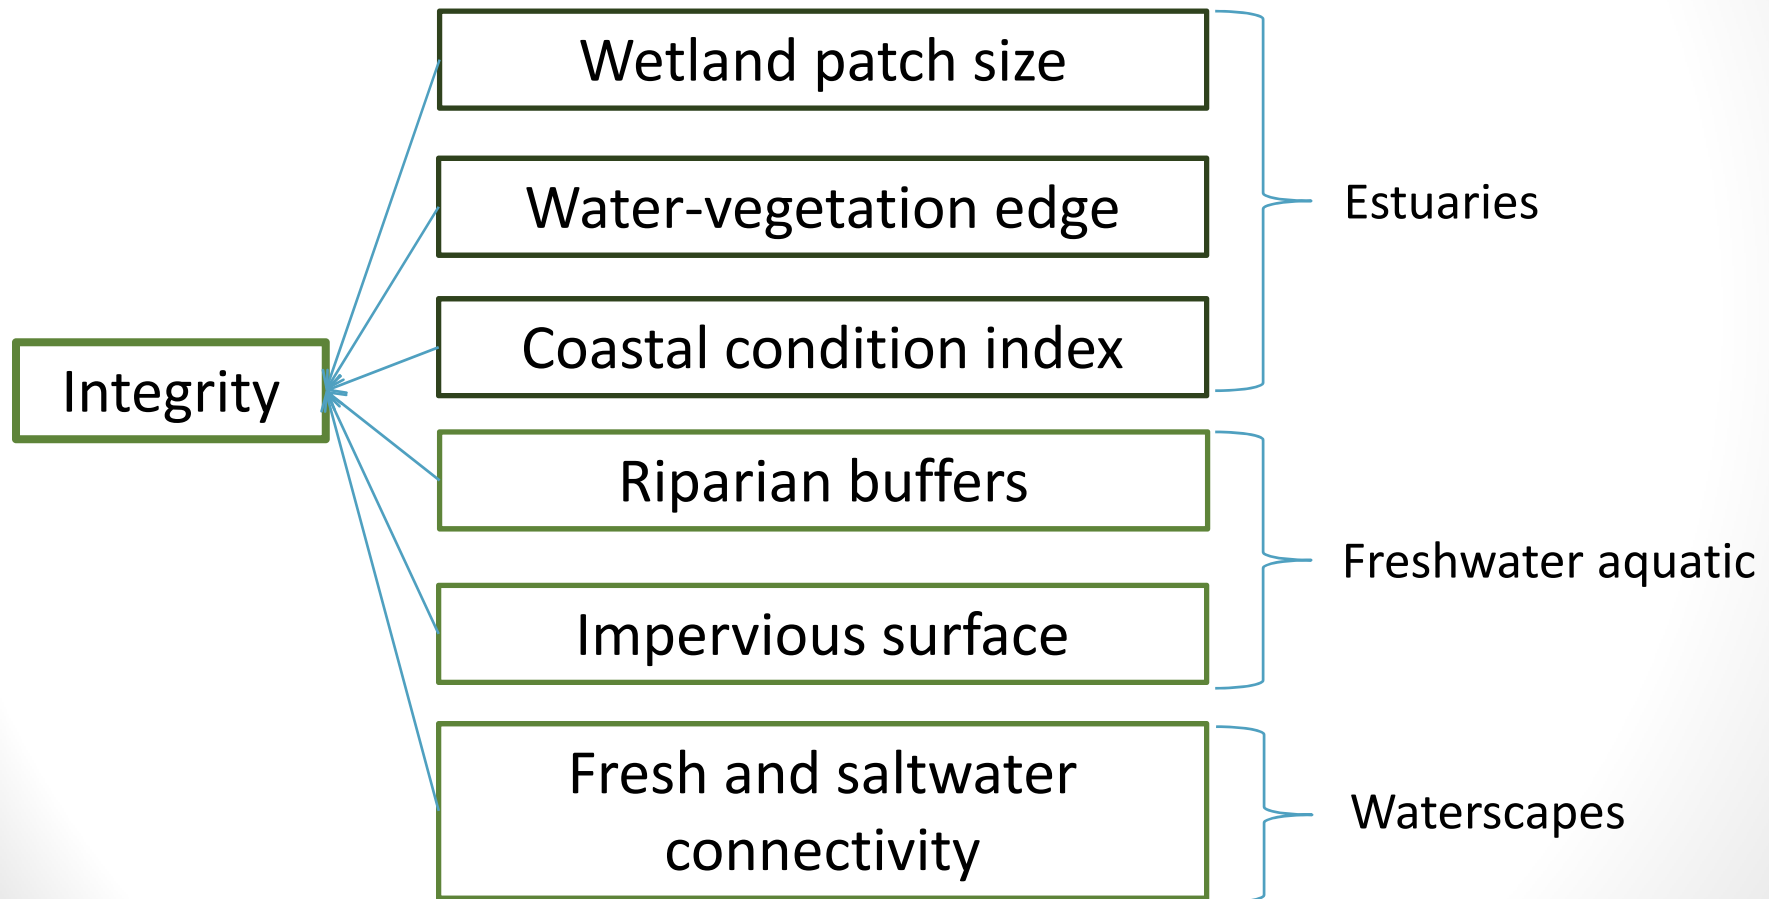 Wetland patch size
Water-vegetation edge
Estuaries
Coastal condition index
Integrity
Riparian buffers
Freshwater aquatic
Impervious surface
Fresh and saltwater
connectivity
Waterscapes